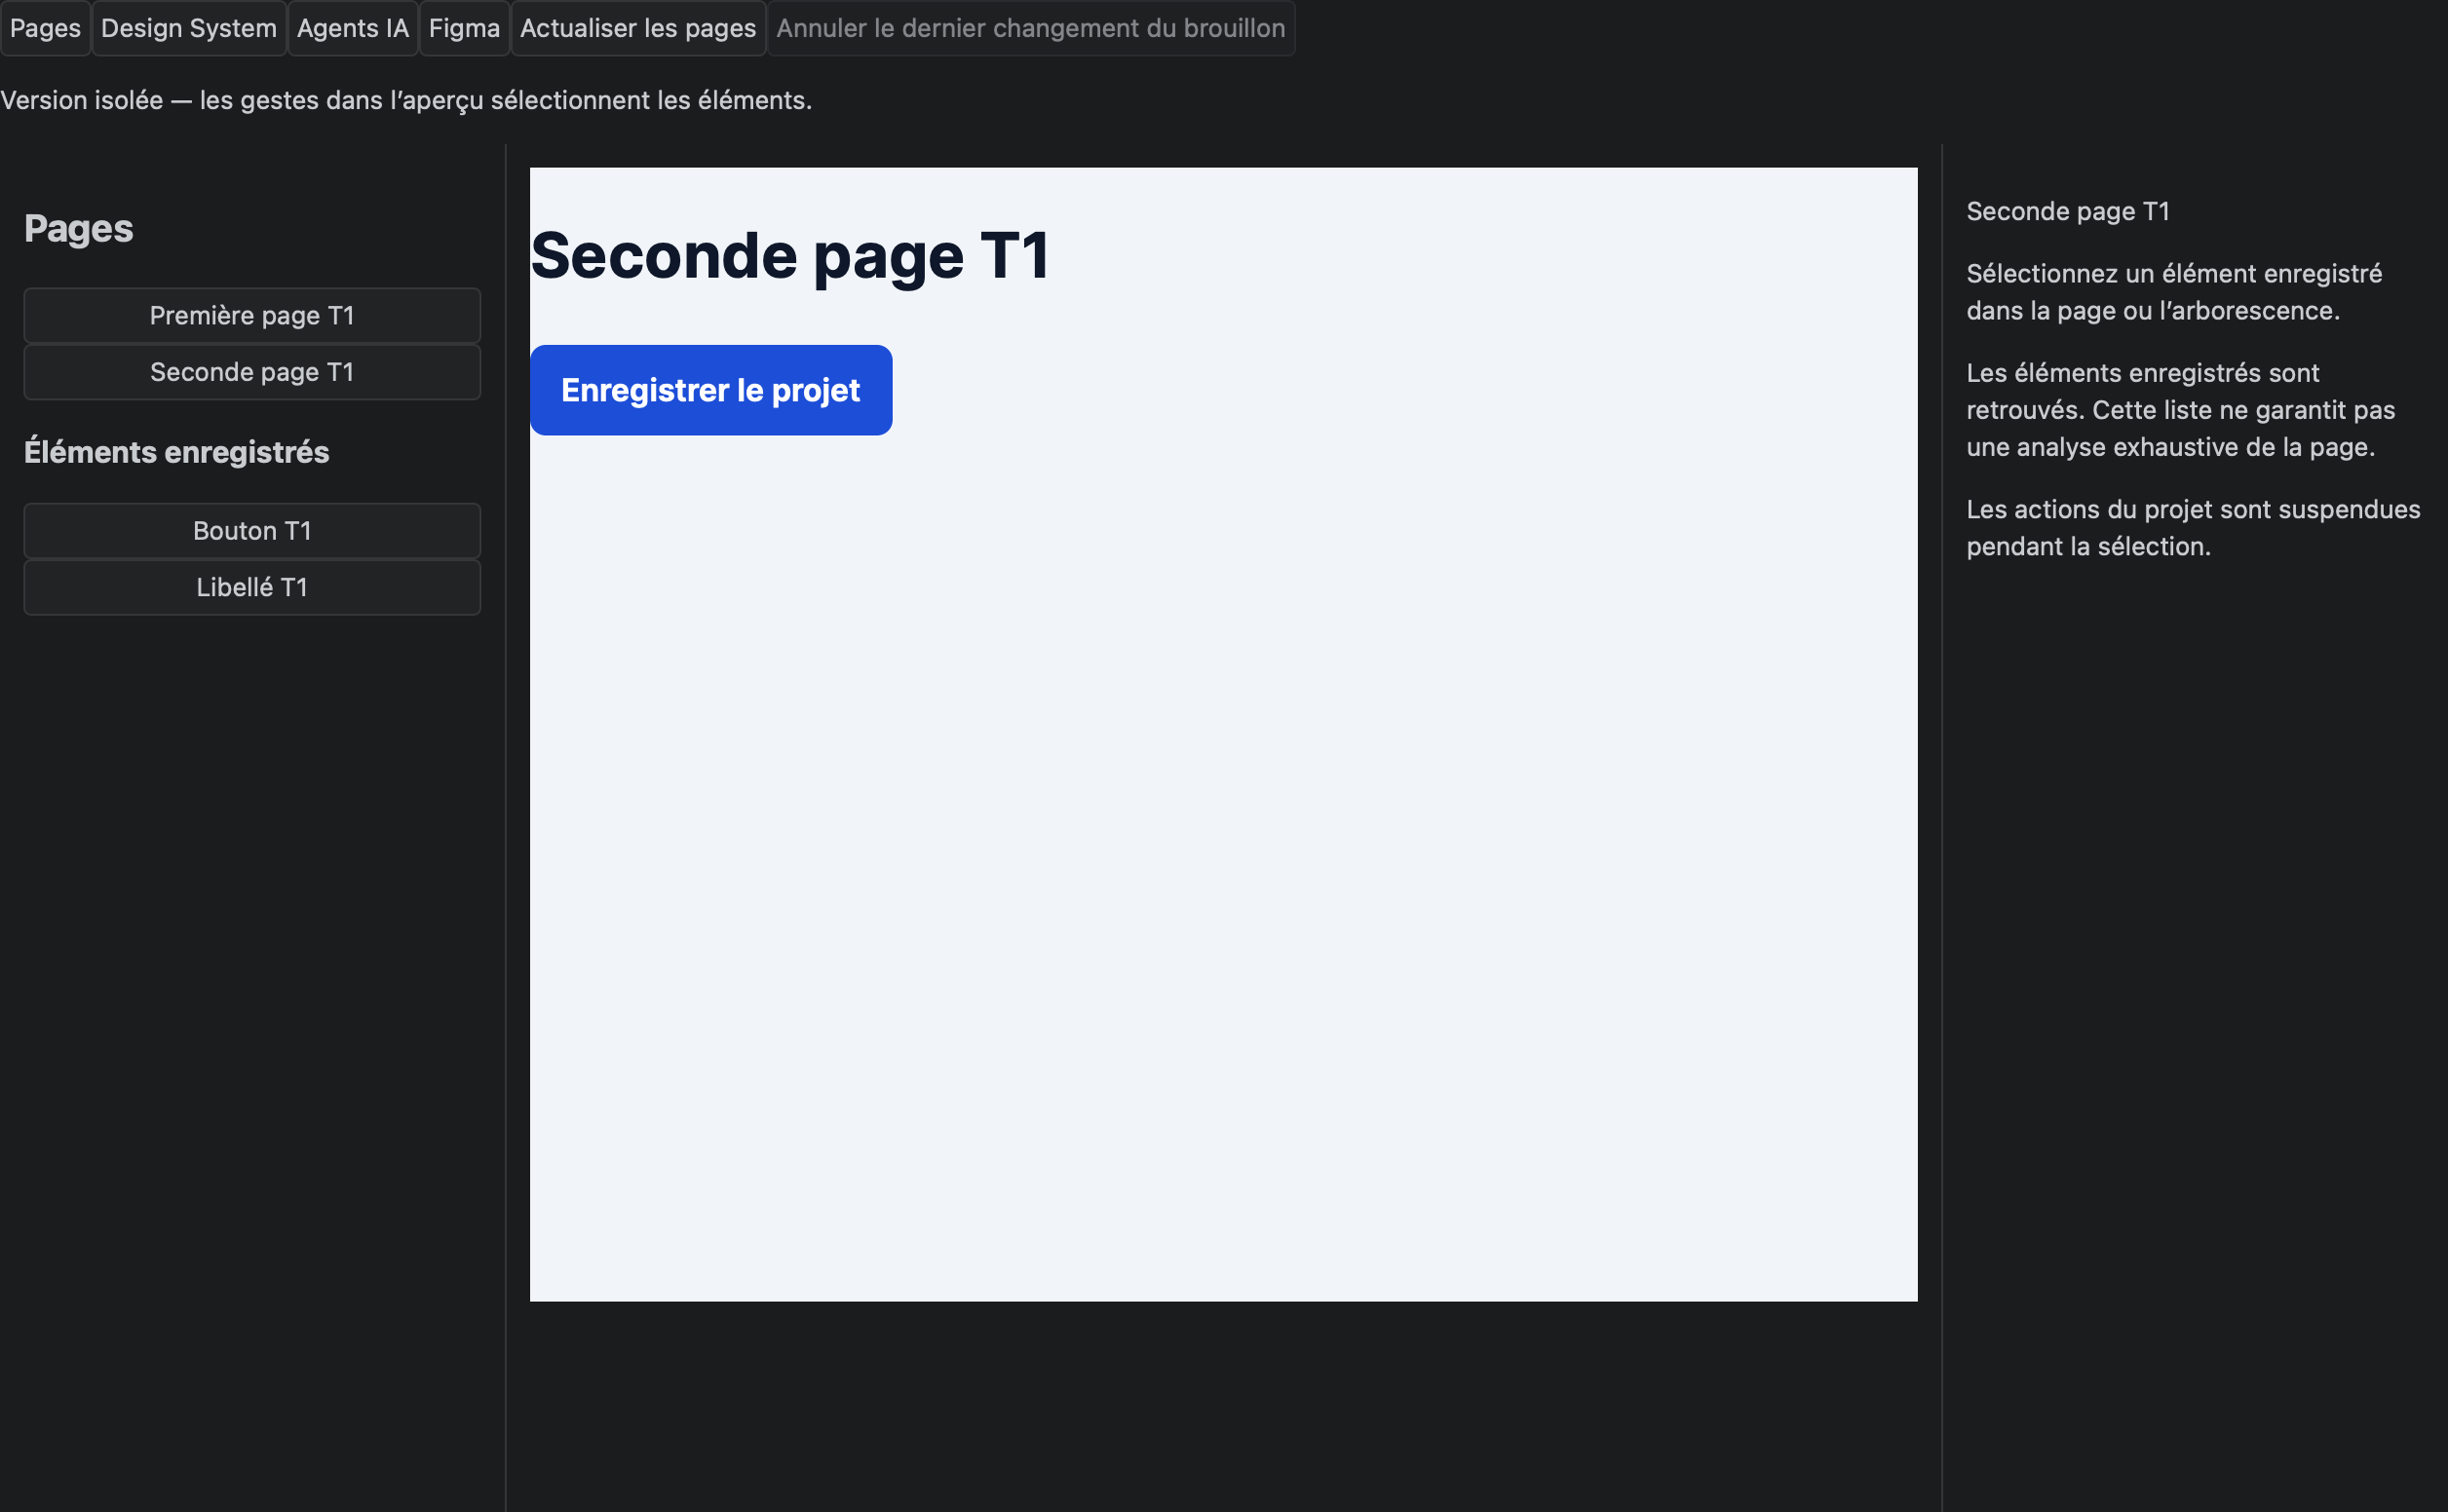 Pages
Design System
Agents IA
Figma
Actualiser les pages
Annuler le dernier changement du brouillon
Version isolée — les gestes dans l’aperçu sélectionnent les éléments.
Pages
Première page T1
Seconde page T1
Éléments enregistrés
Bouton T1
Libellé T1
Seconde page T1
Enregistrer le projet
Seconde page T1
Sélectionnez un élément enregistré
dans la page ou l’arborescence.
Les éléments enregistrés sont
retrouvés. Cette liste ne garantit pas
une analyse exhaustive de la page.
Les actions du projet sont suspendues
pendant la sélection.